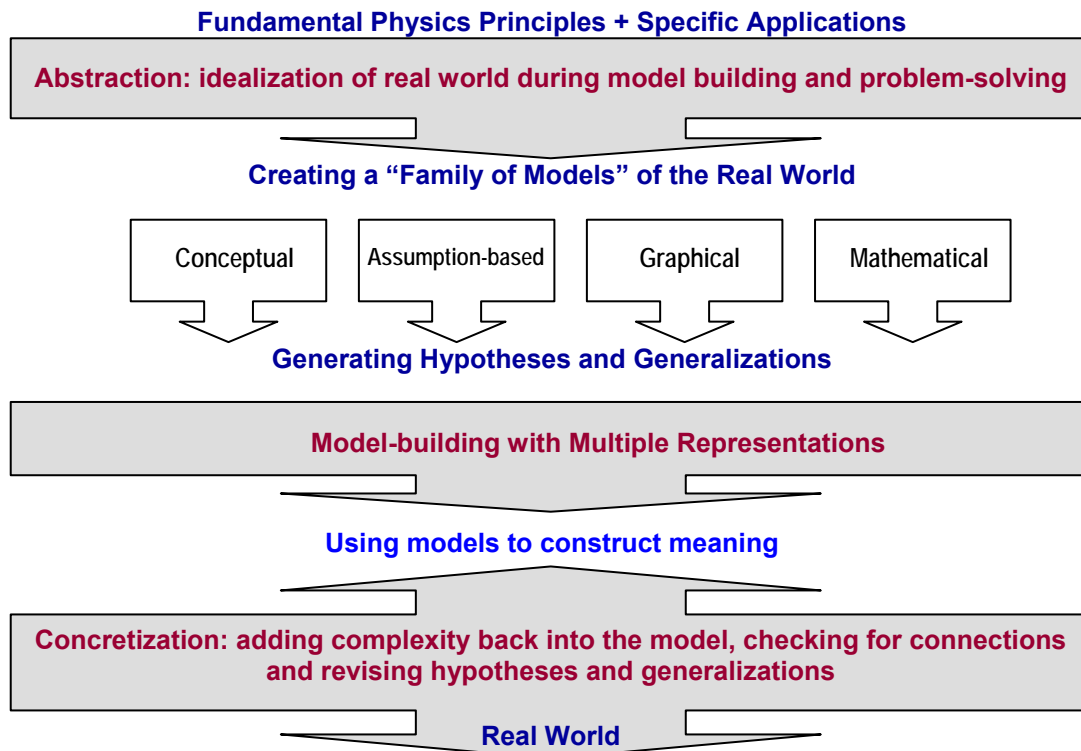 Fundamental Physics Principles + Specific Applications
Abstraction: idealization of real world during model building and problem-solving
Creating a “Family of Models” of the Real World
Conceptual
Assumption-based
Graphical
Mathematical
Generating Hypotheses and Generalizations
Model-building with Multiple Representations
Using models to construct meaning
Concretization: adding complexity back into the model, checking for connections
and revising hypotheses and generalizations
Real World